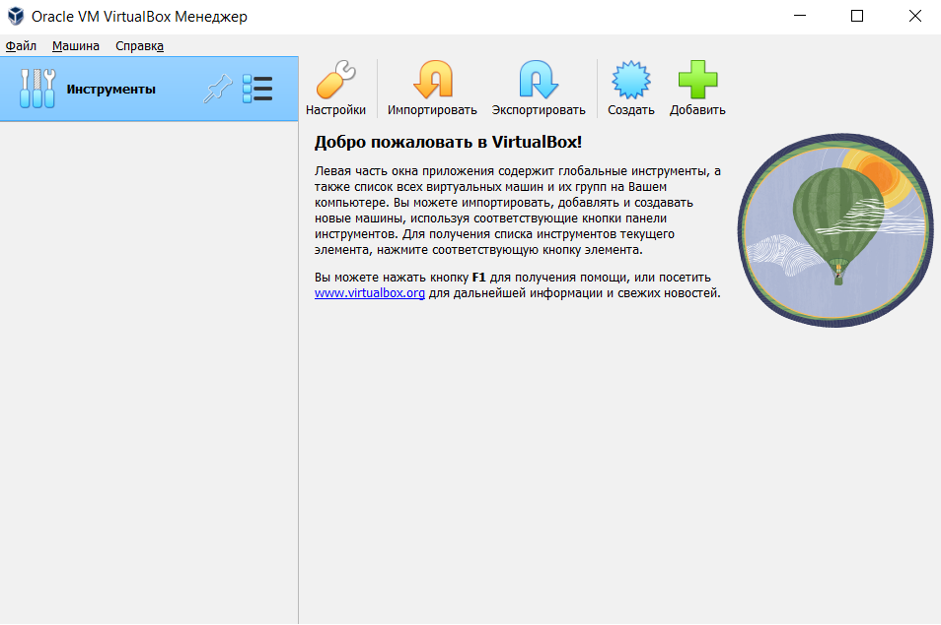 Oracle VM VirtualBox Менеджер
Файл Машина Справка
Инструменты
Настройки Импортировать Экспортировать Создать Добавить
Добро пожаловать в VirtualBox!
Левая часть окна приложения содержит глобальные инструменты, а
также список всех виртуальных машин и их групп на Вашем
компьютере. Вы можете импортировать, добавлять и создавать
новые машины, используя соответствующие кнопки панели
инструментов. Для получения списка инструментов текущего
элемента, нажмите соответствующую кнопку элемента.
Вы можете нажать кнопку F1 для получения помощи, или посетить
www.virtualbox.org для дальнейшей информации и свежих новостей.